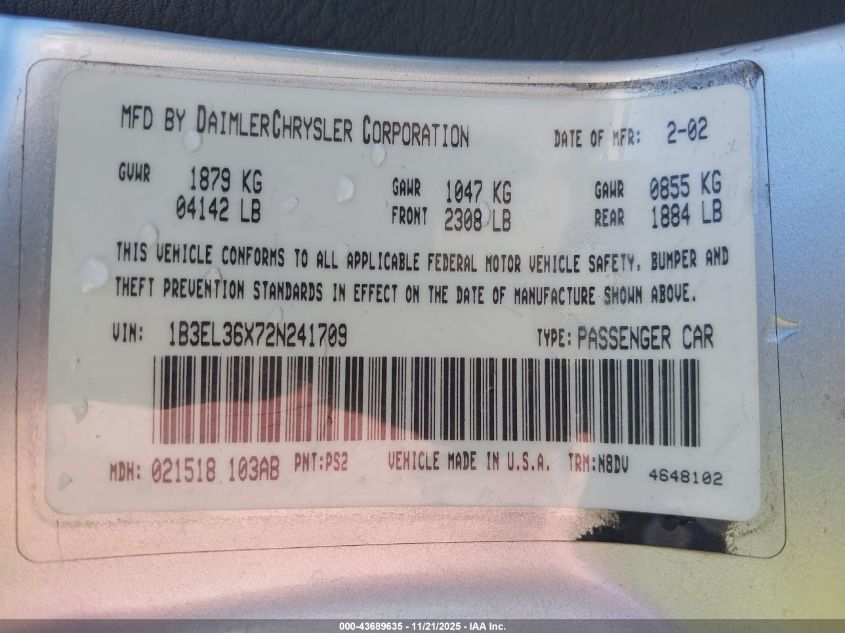 MFD BY DAIMLERCHRYSLER CORPORATION DATE OF MFR: 2-02
GVWR 1879 KG GAWR 1047 KG GAWR 0855 KG
04142 LB FRONT 2308 LB REAR 1884 LB
THIS VEHICLE CONFORMS TO ALL APPLICABLE FEDERAL MOTOR VEHICLE SAFETY, BUMPER AND
THEFT PREVENTION STANDARDS IN EFFECT ON THE DATE OF MANUFACTURE SHOWN ABOVE.
VIN: 1B3EL36X72N241709 TYPE: PASSENGER CAR
MDH: 021518 103AB PNT:PS2 VEHICLE MADE IN U.S.A. TRM:N8DV 4648102
000-43689635 - 11/21/2025 - IAA Inc.